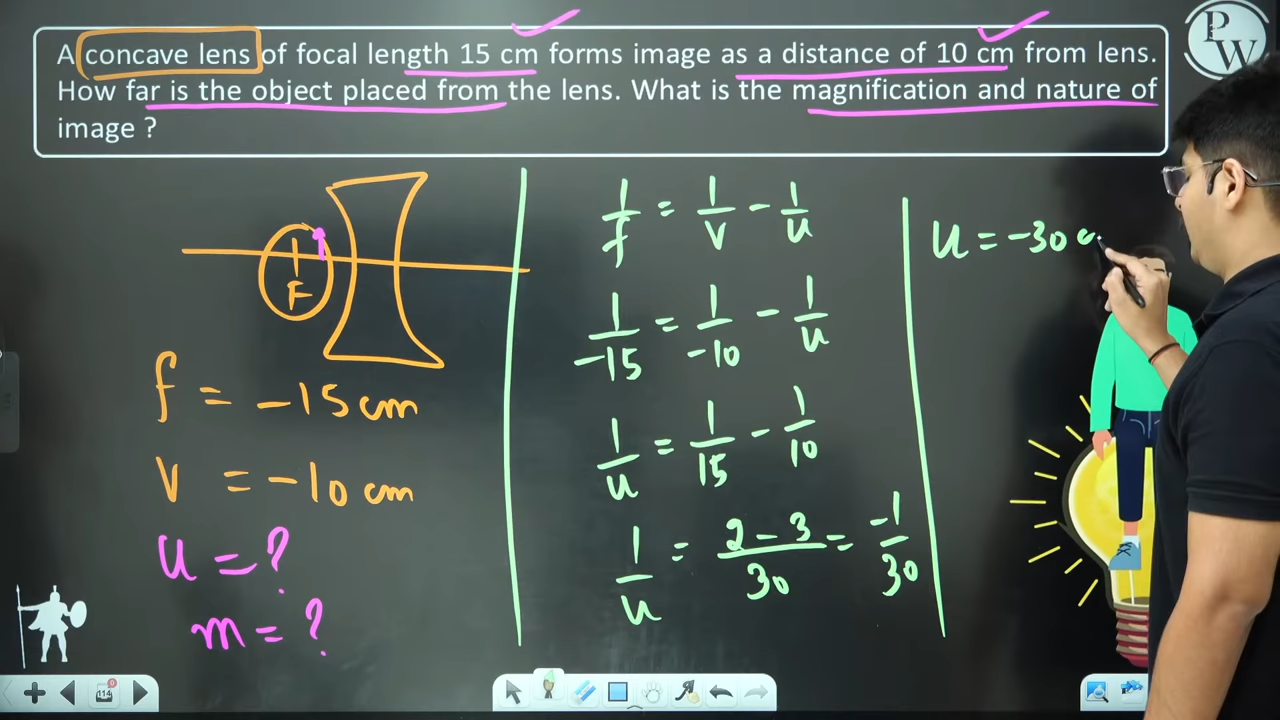 A concave lens of focal length 15 cm forms image as a distance of 10 cm from lens.
How far is the object placed from the lens. What is the magnification and nature of
image ?
PW
F
f = -15 cm
v = -10 cm
u = ?
m = ?
1/f = 1/v - 1/u
1/-15 = 1/-10 - 1/u
1/u = 1/15 - 1/10
1/u = 2-3/30 = -1/30
u = -30 c
114